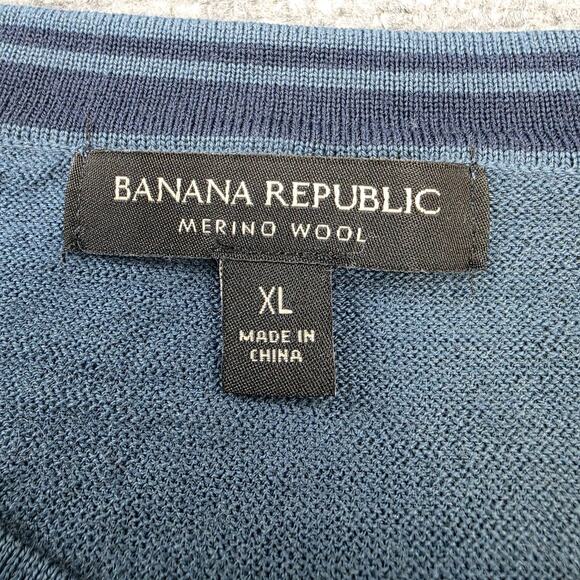 BANANA REPUBLIC
MERINO WOOL
XL
MADE IN
CHINA